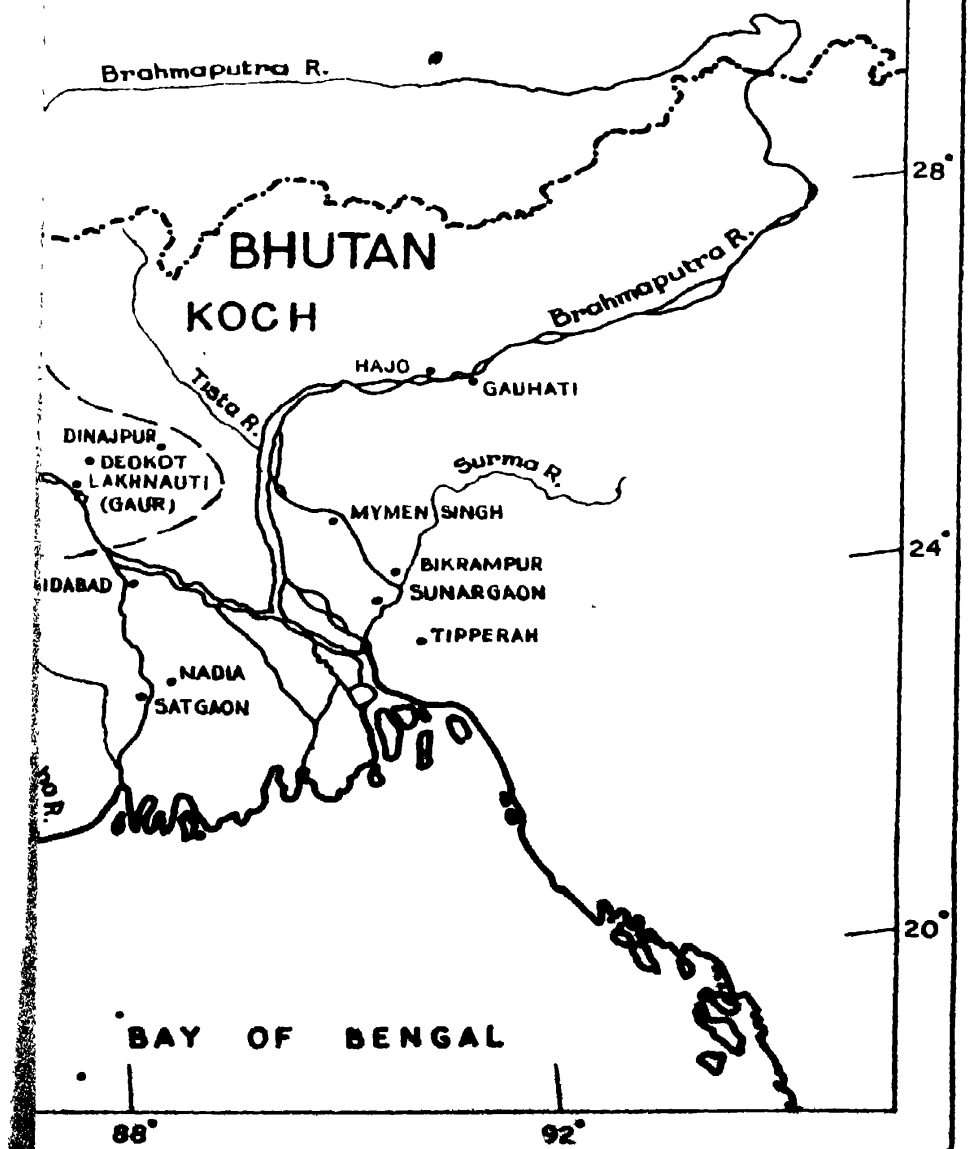 Brahmaputra R.
28°
BHUTAN
Brahmaputra R.
KOCH
HAJO
GAUHATI
Tista R.
DINAJPUR
DEOKOT
LAKHNAUTI
(GAUR)
Surma R.
MYMEN SINGH
24°
BIKRAMPUR
IDABAD
SUNARGAON
TIPPERAH
NADIA
SATGAON
R.
20°
BAY OF BENGAL
88°
92°